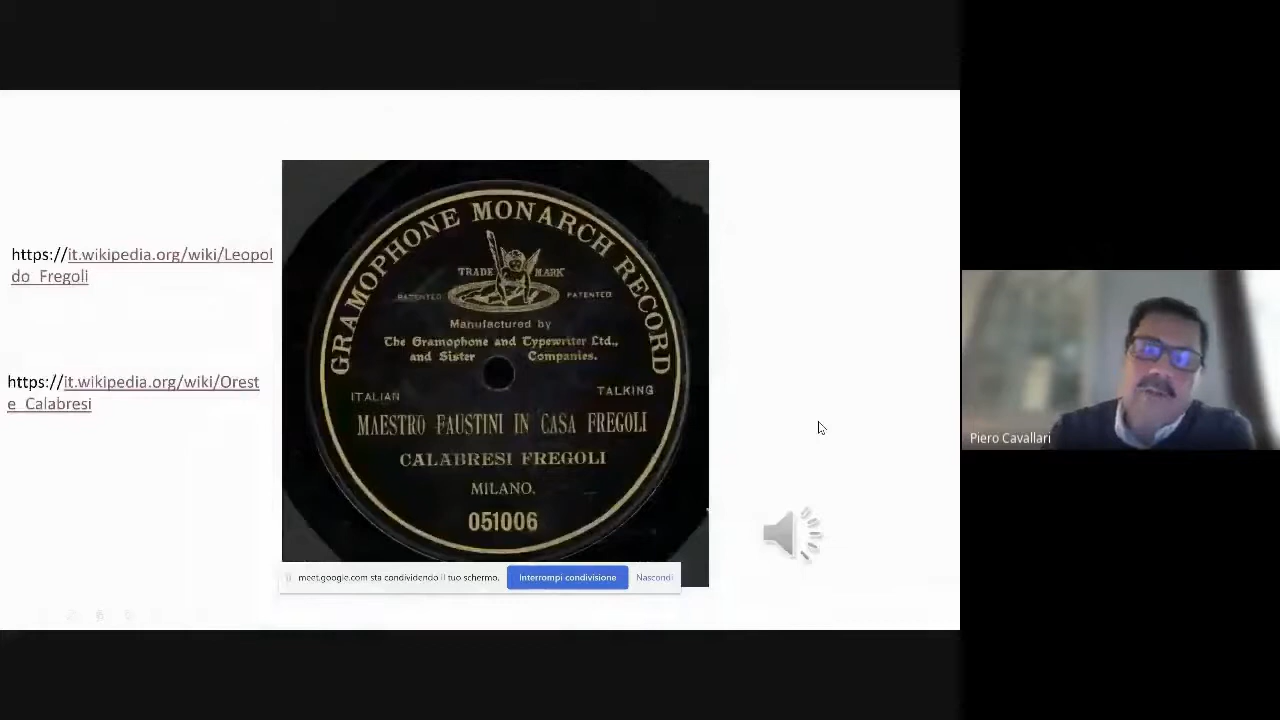 https://it.wikipedia.org/wiki/Leopol
do_Fregoli
https://it.wikipedia.org/wiki/Orest
e_Calabresi
GRAMOPHONE MONARCH RECORD
TRADE MARK
PATENTED PATENTED
Manufactured by
The Gramophone and Typewriter Ltd.,
and Sister Companies.
ITALIAN TALKING
MAESTRO FAUSTINI IN CASA FREGOLI
CALABRESI FREGOLI
MILANO.
051006
meet.google.com sta condividendo il tuo schermo.
Interrompi condivisione
Nascondi
Piero Cavallari